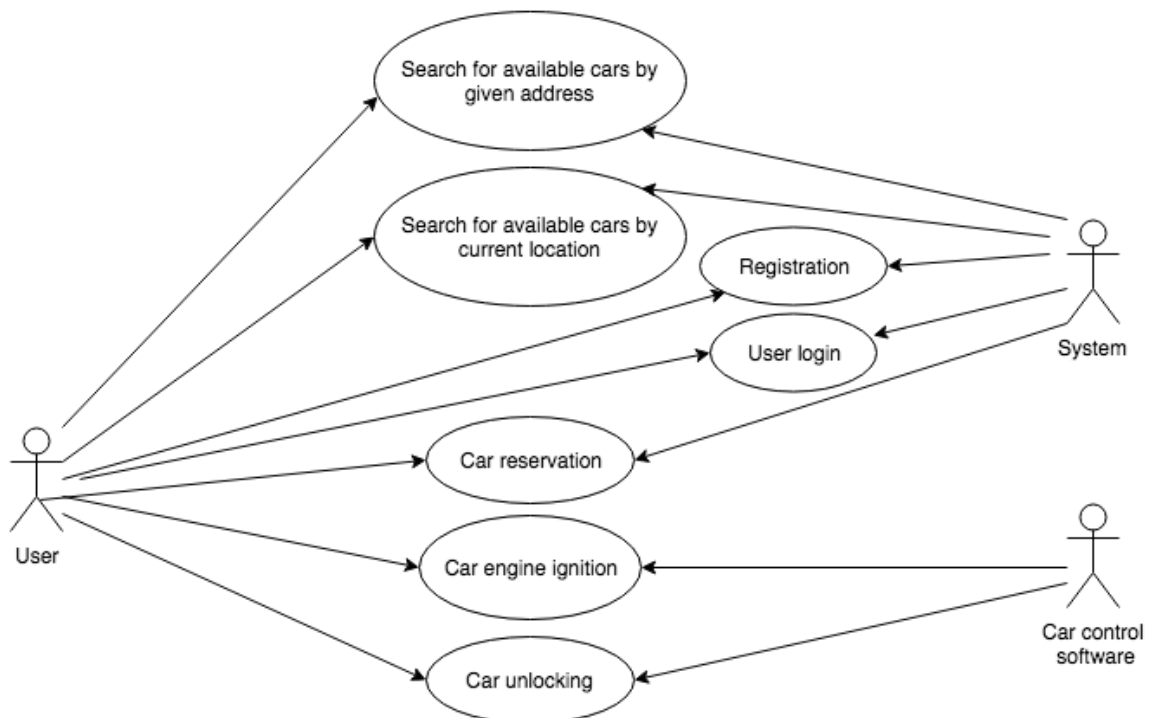 Search for available cars by
given address
Search for available cars by
current location
Registration
User login
System
Car reservation
User
Car engine ignition
Car control
software
Car unlocking